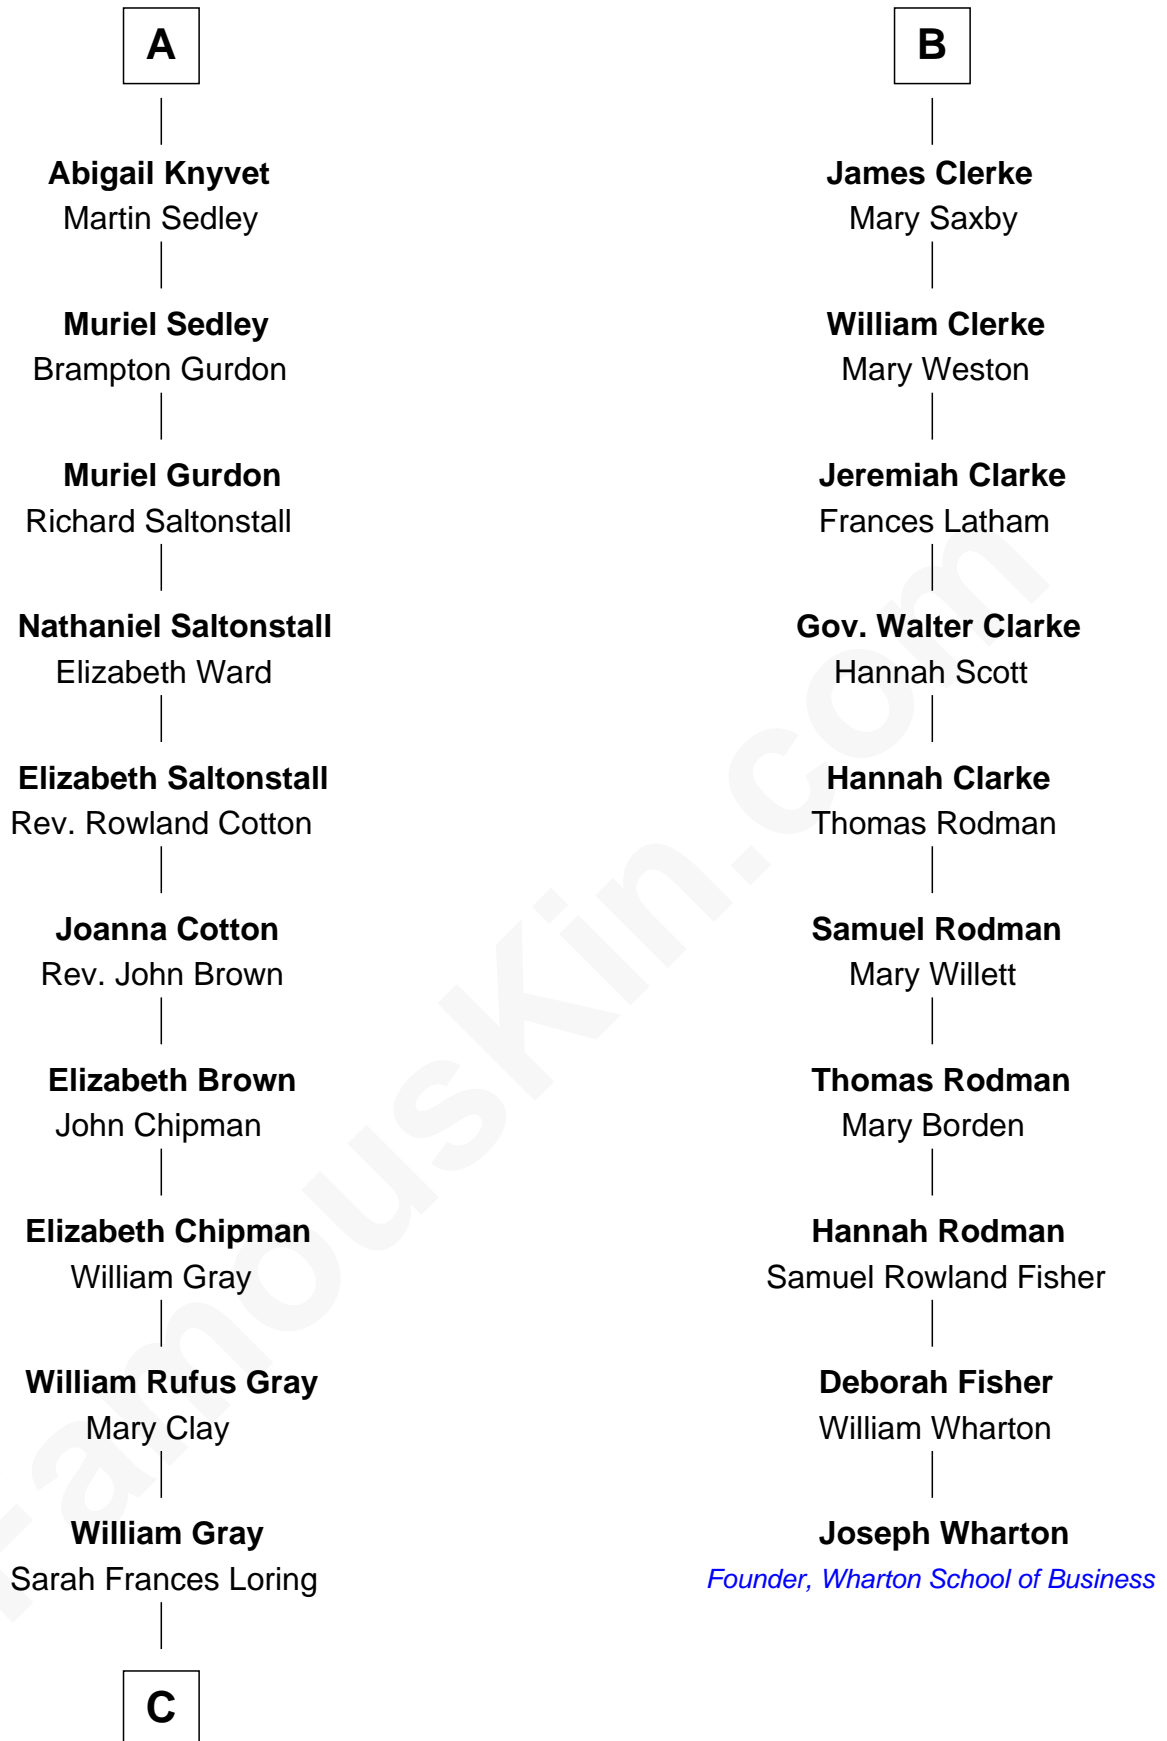 A
Abigail Knyvet
Martin Sedley
Muriel Sedley
Brampton Gurdon
Muriel Gurdon
Richard Saltonstall
Nathaniel Saltonstall
Elizabeth Ward
Elizabeth Saltonstall
Rev. Rowland Cotton
Joanna Cotton
Rev. John Brown
Elizabeth Brown
John Chipman
Elizabeth Chipman
William Gray
William Rufus Gray
Mary Clay
William Gray
Sarah Frances Loring
C
B
James Clerke
Mary Saxby
William Clerke
Mary Weston
Jeremiah Clarke
Frances Latham
Gov. Walter Clarke
Hannah Scott
Hannah Clarke
Thomas Rodman
Samuel Rodman
Mary Willett
Thomas Rodman
Mary Borden
Hannah Rodman
Samuel Rowland Fisher
Deborah Fisher
William Wharton
Joseph Wharton
Founder, Wharton School of Business
FamousKin.com